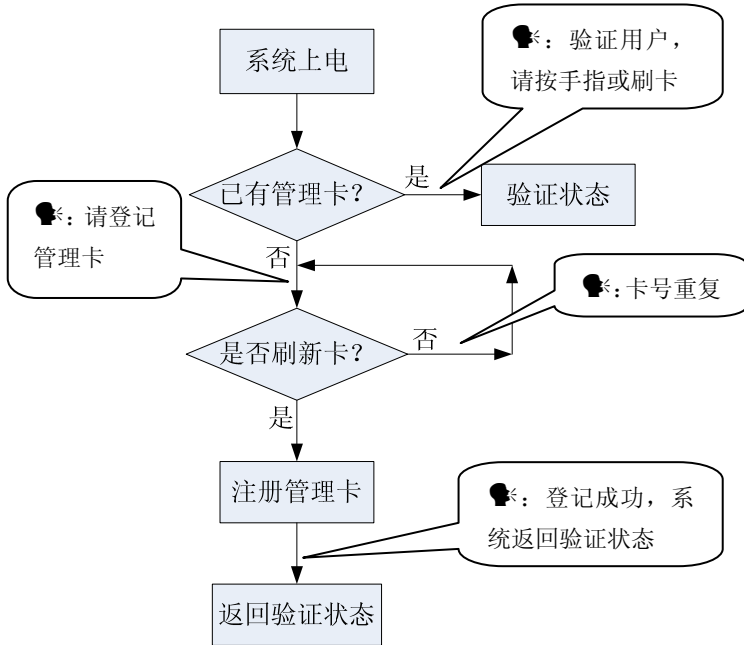 系统上电
🗣：验证用户，
请按手指或刷卡
已有管理卡？
是
验证状态
🗣：请登记
管理卡
否
🗣：卡号重复
是否刷新卡？
否
是
注册管理卡
🗣：登记成功，系
统返回验证状态
返回验证状态